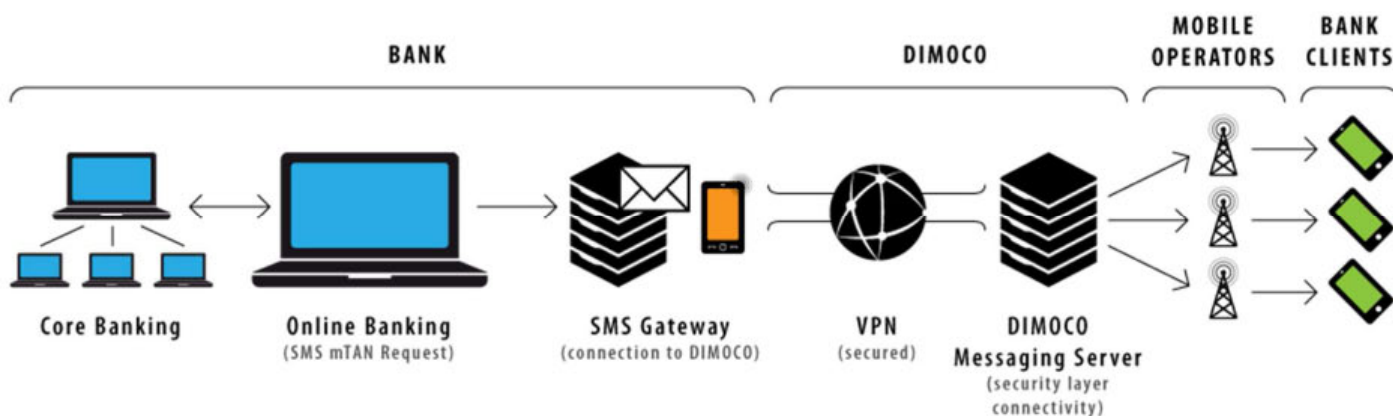 BANK
DIMOCO
MOBILE
OPERATORS
BANK
CLIENTS
Core Banking
Online Banking
(SMS mTAN Request)
SMS Gateway
(connection to DIMOCO)
VPN
(secured)
DIMOCO
Messaging Server
(security layer
connectivity)